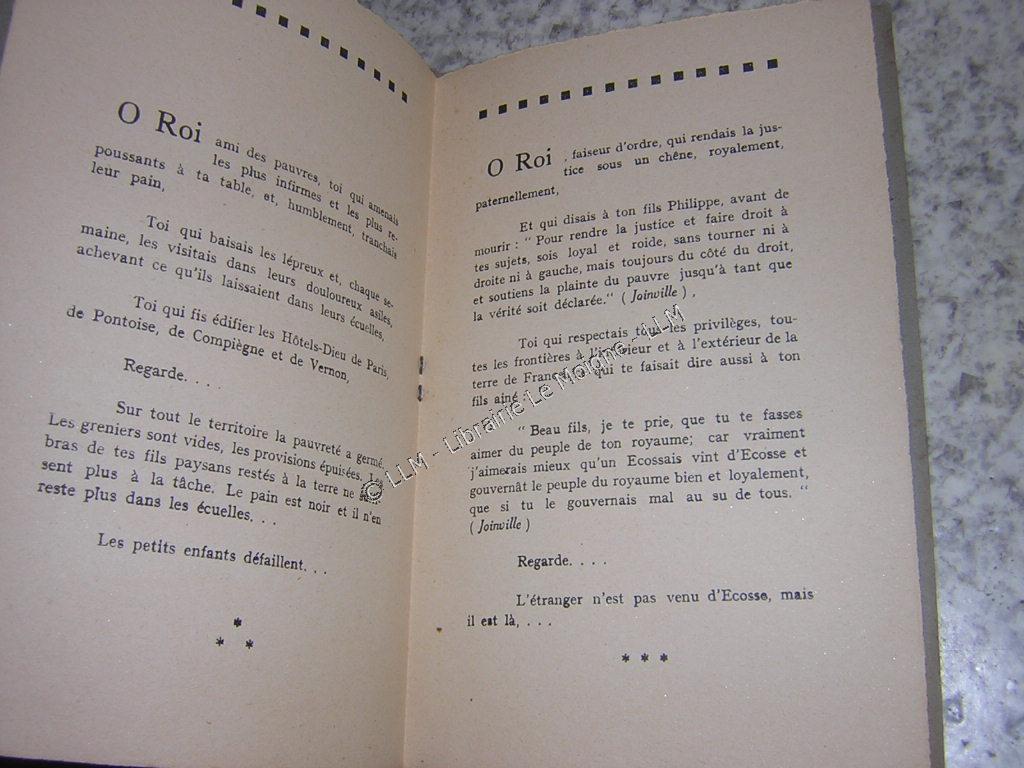 O Roi ami des pauvres, toi qui amenais
les plus infirmes et les plus re-
poussants à ta table, et, humblement, tranchais
leur pain,
Toi qui baisais les lépreux et, chaque se-
maine, les visitais dans leurs douloureux asiles,
achevant ce qu'ils laissaient dans leurs écuelles,
Toi qui fis édifier les Hôtels-Dieu de Paris,
de Pontoise, de Compiègne et de Vernon,
Regarde. . . .
Sur tout le territoire la pauvreté a germé.
Les greniers sont vides, les provisions épuisées.
bras de tes fils paysans restés à la terre ne
sent plus à la tâche. Le pain est noir et il n'en
reste plus dans les écuelles. . .
Les petits enfants défaillent. . .
*
* *
O Roi , faiseur d'ordre, qui rendais la jus-
tice sous un chêne, royalement,
paternellement,
Et qui disais à ton fils Philippe, avant de
mourir : " Pour rendre la justice et faire droit à
tes sujets, sois loyal et roide, sans tourner ni à
droite ni à gauche, mais toujours du côté du droit,
et soutiens la plainte du pauvre jusqu'à tant que
la vérité soit déclarée." ( Joinville ) ,
Toi qui respectais tous les privilèges, tou-
tes les frontières à l'intérieur et à l'extérieur de la
terre de France, qui te faisait dire aussi à ton
fils aîné :
" Beau fils, je te prie, que tu te fasses
aimer du peuple de ton royaume; car vraiment
j'aimerais mieux qu'un Ecossais vint d'Ecosse et
gouvernât le peuple du royaume bien et loyalement,
que si tu le gouvernais mal au su de tous. "
( Joinville )
Regarde. . . .
L'étranger n'est pas venu d'Ecosse, mais
il est là, . . .
* * *
© LLM - Librairie Le Moione - LLM